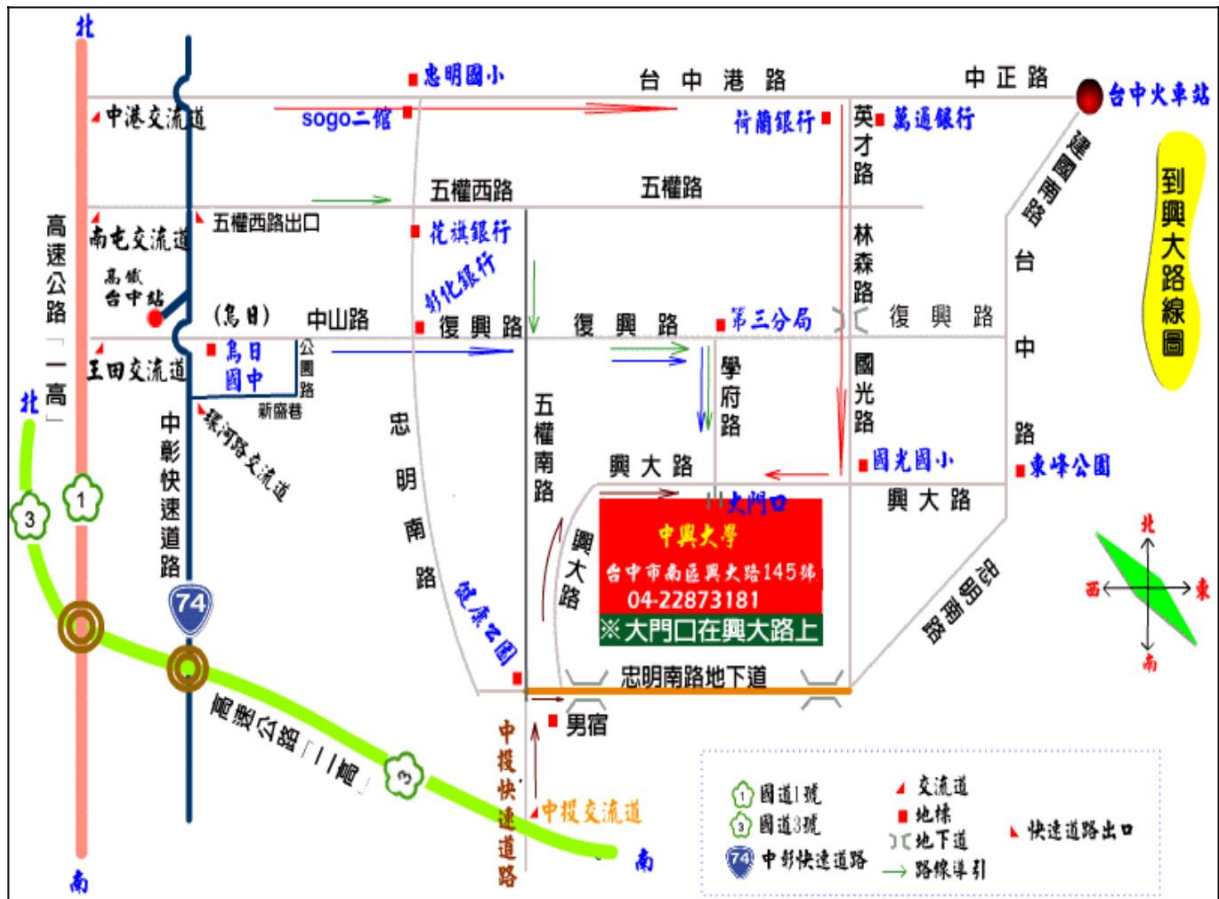 北
忠明國小
台中港路
中正路
台中火車站
中港交流道
sogo二館
荷蘭銀行
英才路
萬通銀行
建國南路
到興大路線圖
五權西路
五權路
高速公路「一高」
南屯交流道
五權西路出口
花旗銀行
林森路
台中路
高鐵
台中站
(烏日)
中山路
彰化銀行
復興路
復興路
第三分局
復興路
王田交流道
烏日
國中
公園路
學府路
國光路
北
新盛巷
中彰快速道路
環河路交流道
忠明南路
五權南路
興大路
國光國小
東峰公園
3
1
大門口
興大路
中興大學
台中市南區興大路145號
04-22873181
※大門口在興大路上
興大路
忠明南路
北
西
東
南
74
健康公園
忠明南路地下道
高速公路「二高」
3
中投快速道路
男宿
中投交流道
南
南
1
國道1號
3
國道3號
74
中彰快速道路
交流道
地標
地下道
路線導引
快速道路出口